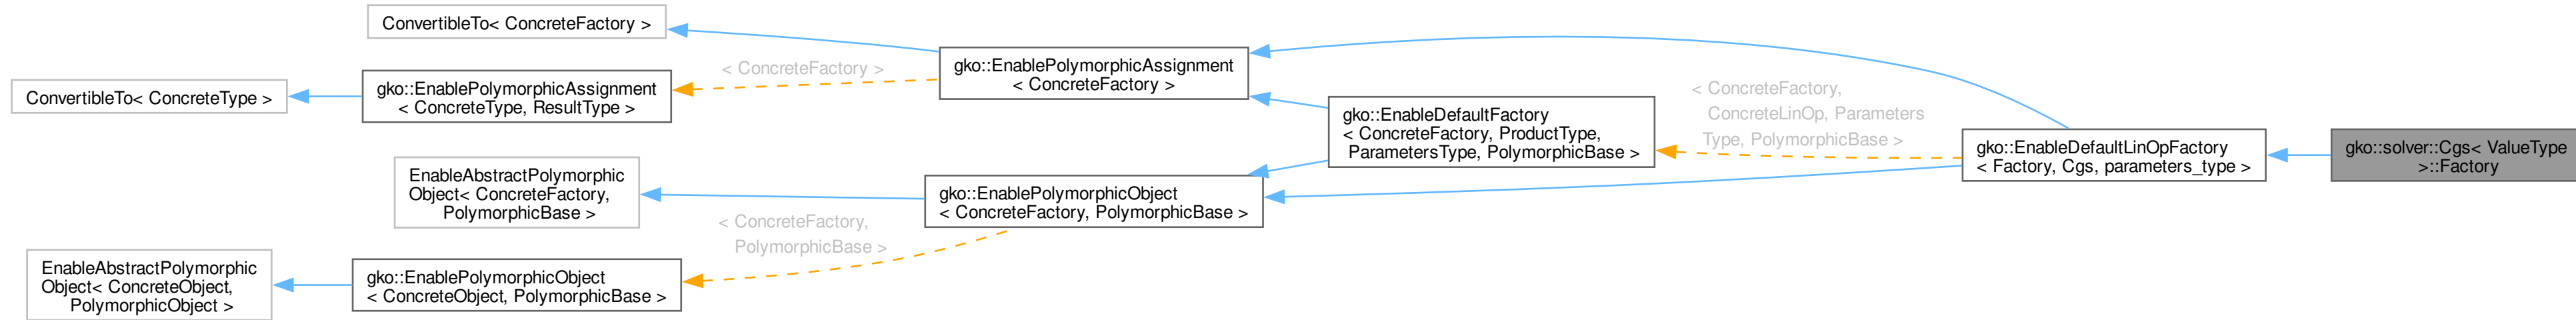 ConvertibleTo< ConcreteFactory >
ConvertibleTo< ConcreteType >
gko::EnablePolymorphicAssignment
< ConcreteType, ResultType >
< ConcreteFactory >
gko::EnablePolymorphicAssignment
< ConcreteFactory >
EnableAbstractPolymorphic
Object< ConcreteFactory,
PolymorphicBase >
EnableAbstractPolymorphic
Object< ConcreteObject,
PolymorphicObject >
gko::EnablePolymorphicObject
< ConcreteObject, PolymorphicBase >
< ConcreteFactory,
PolymorphicBase >
gko::EnablePolymorphicObject
< ConcreteFactory, PolymorphicBase >
gko::EnableDefaultFactory
< ConcreteFactory, ProductType,
ParametersType, PolymorphicBase >
< ConcreteFactory,
ConcreteLinOp, Parameters
Type, PolymorphicBase >
gko::EnableDefaultLinOpFactory
< Factory, Cgs, parameters_type >
gko::solver::Cgs< ValueType
>::Factory